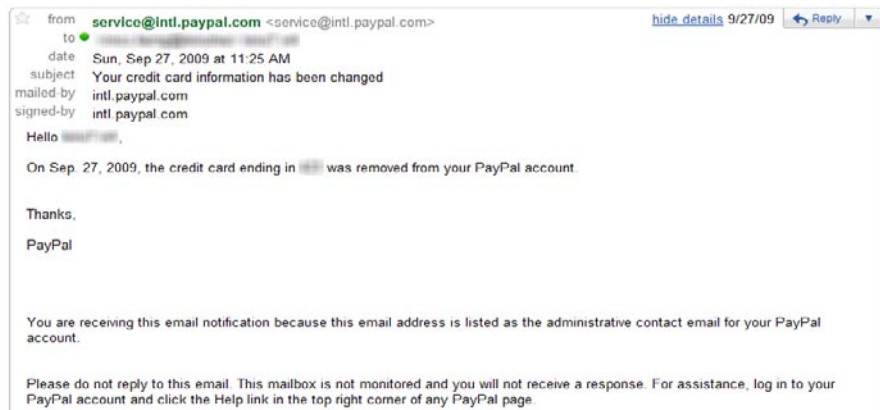 from service@intl.paypal.com <service@intl.paypal.com> hide details 9/27/09 Reply
to
date Sun, Sep 27, 2009 at 11:25 AM
subject Your credit card information has been changed
mailed-by intl.paypal.com
signed-by intl.paypal.com
Hello ,
On Sep. 27, 2009, the credit card ending in was removed from your PayPal account.
Thanks,
PayPal
You are receiving this email notification because this email address is listed as the administrative contact email for your PayPal
account.
Please do not reply to this email. This mailbox is not monitored and you will not receive a response. For assistance, log in to your
PayPal account and click the Help link in the top right corner of any PayPal page.